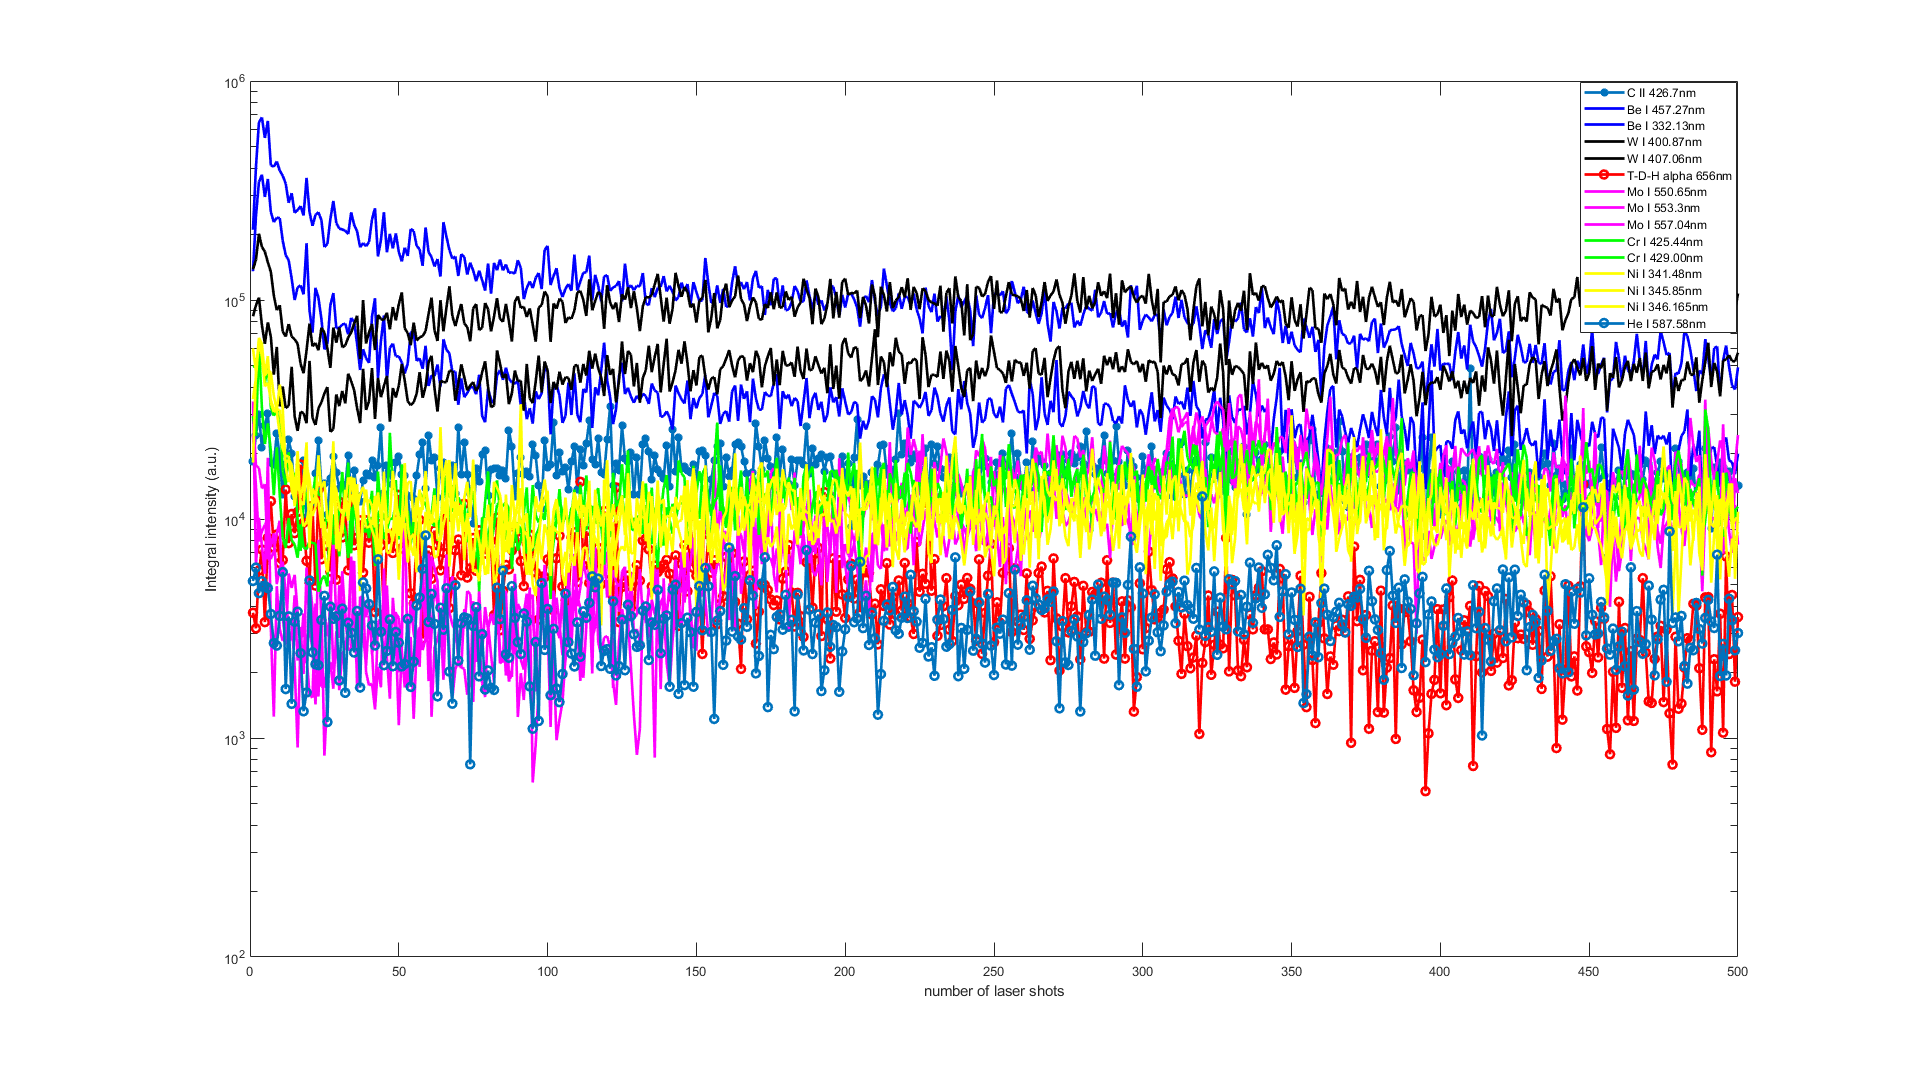 10^6
10^5
10^4
10^3
10^2
Integral intensity (a.u.)
0 50 100 150 200 250 300 350 400 450 500
number of laser shots
C II 426.7nm
Be I 457.27nm
Be I 332.13nm
W I 400.87nm
W I 407.06nm
T-D-H alpha 656nm
Mo I 550.65nm
Mo I 553.3nm
Mo I 557.04nm
Cr I 425.44nm
Cr I 429.00nm
Ni I 341.48nm
Ni I 345.85nm
Ni I 346.165nm
He I 587.58nm